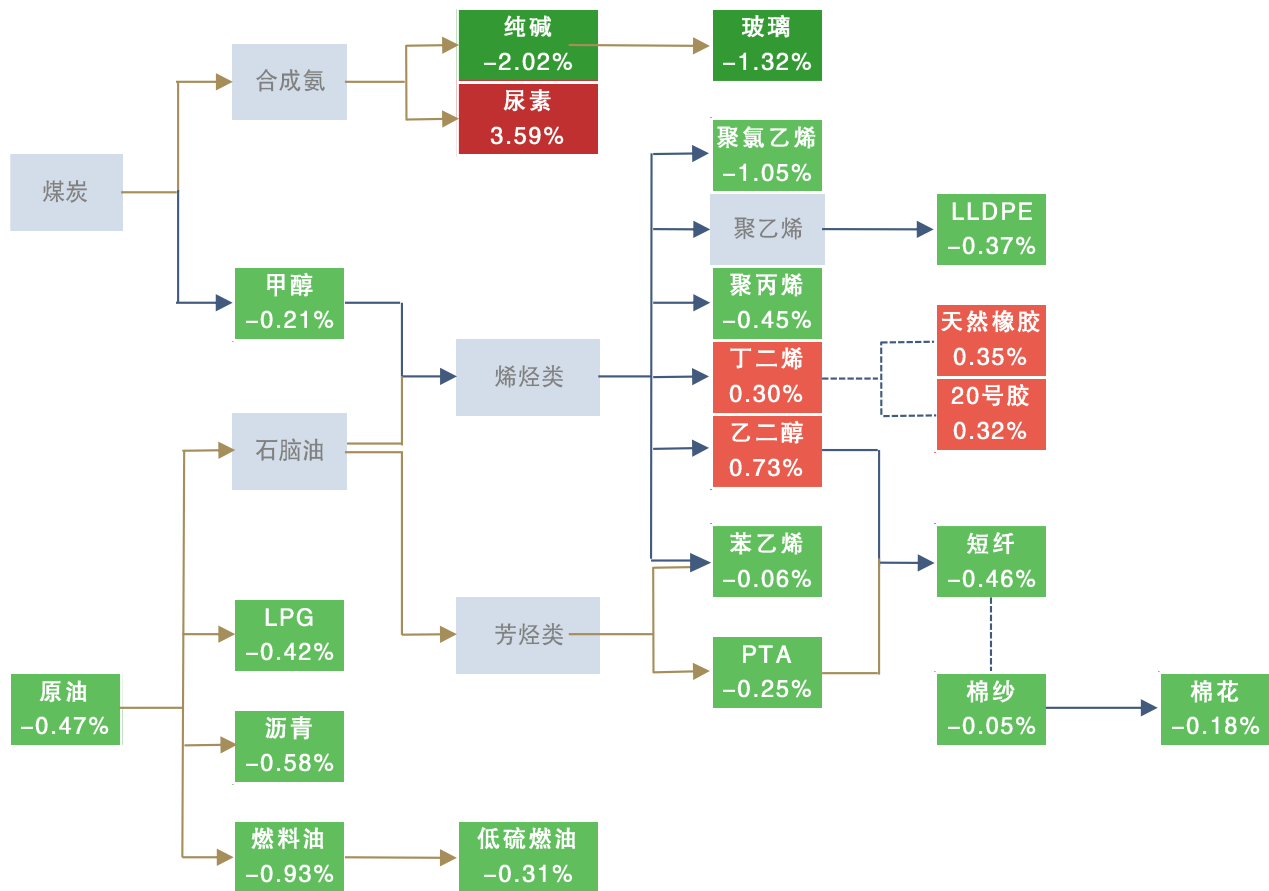 纯碱
-2.02%
玻璃
-1.32%
合成氨
尿素
3.59%
聚氯乙烯
-1.05%
煤炭
聚乙烯
LLDPE
-0.37%
甲醇
-0.21%
聚丙烯
-0.45%
天然橡胶
0.35%
烯烃类
丁二烯
0.30%
20号胶
0.32%
石脑油
乙二醇
0.73%
苯乙烯
-0.06%
短纤
-0.46%
LPG
-0.42%
芳烃类
PTA
-0.25%
原油
-0.47%
棉纱
-0.05%
棉花
-0.18%
沥青
-0.58%
燃料油
-0.93%
低硫燃油
-0.31%